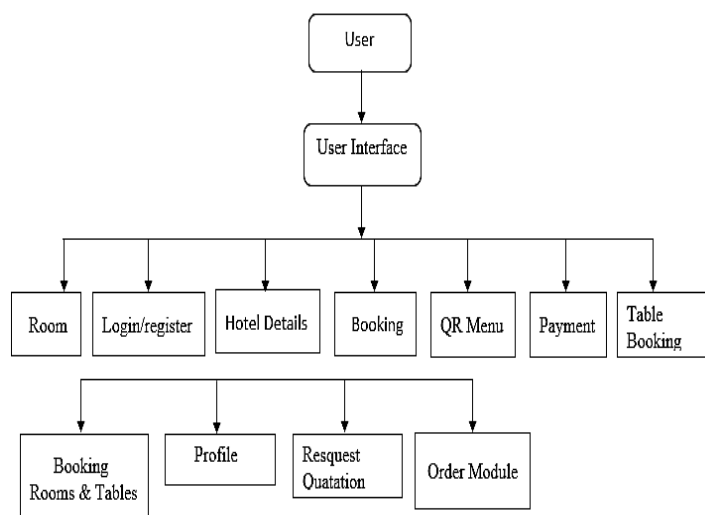 User
User Interface
Room
Login/register
Hotel Details
Booking
QR Menu
Payment
Table
Booking
Booking
Rooms & Tables
Profile
Resquest
Quatation
Order Module